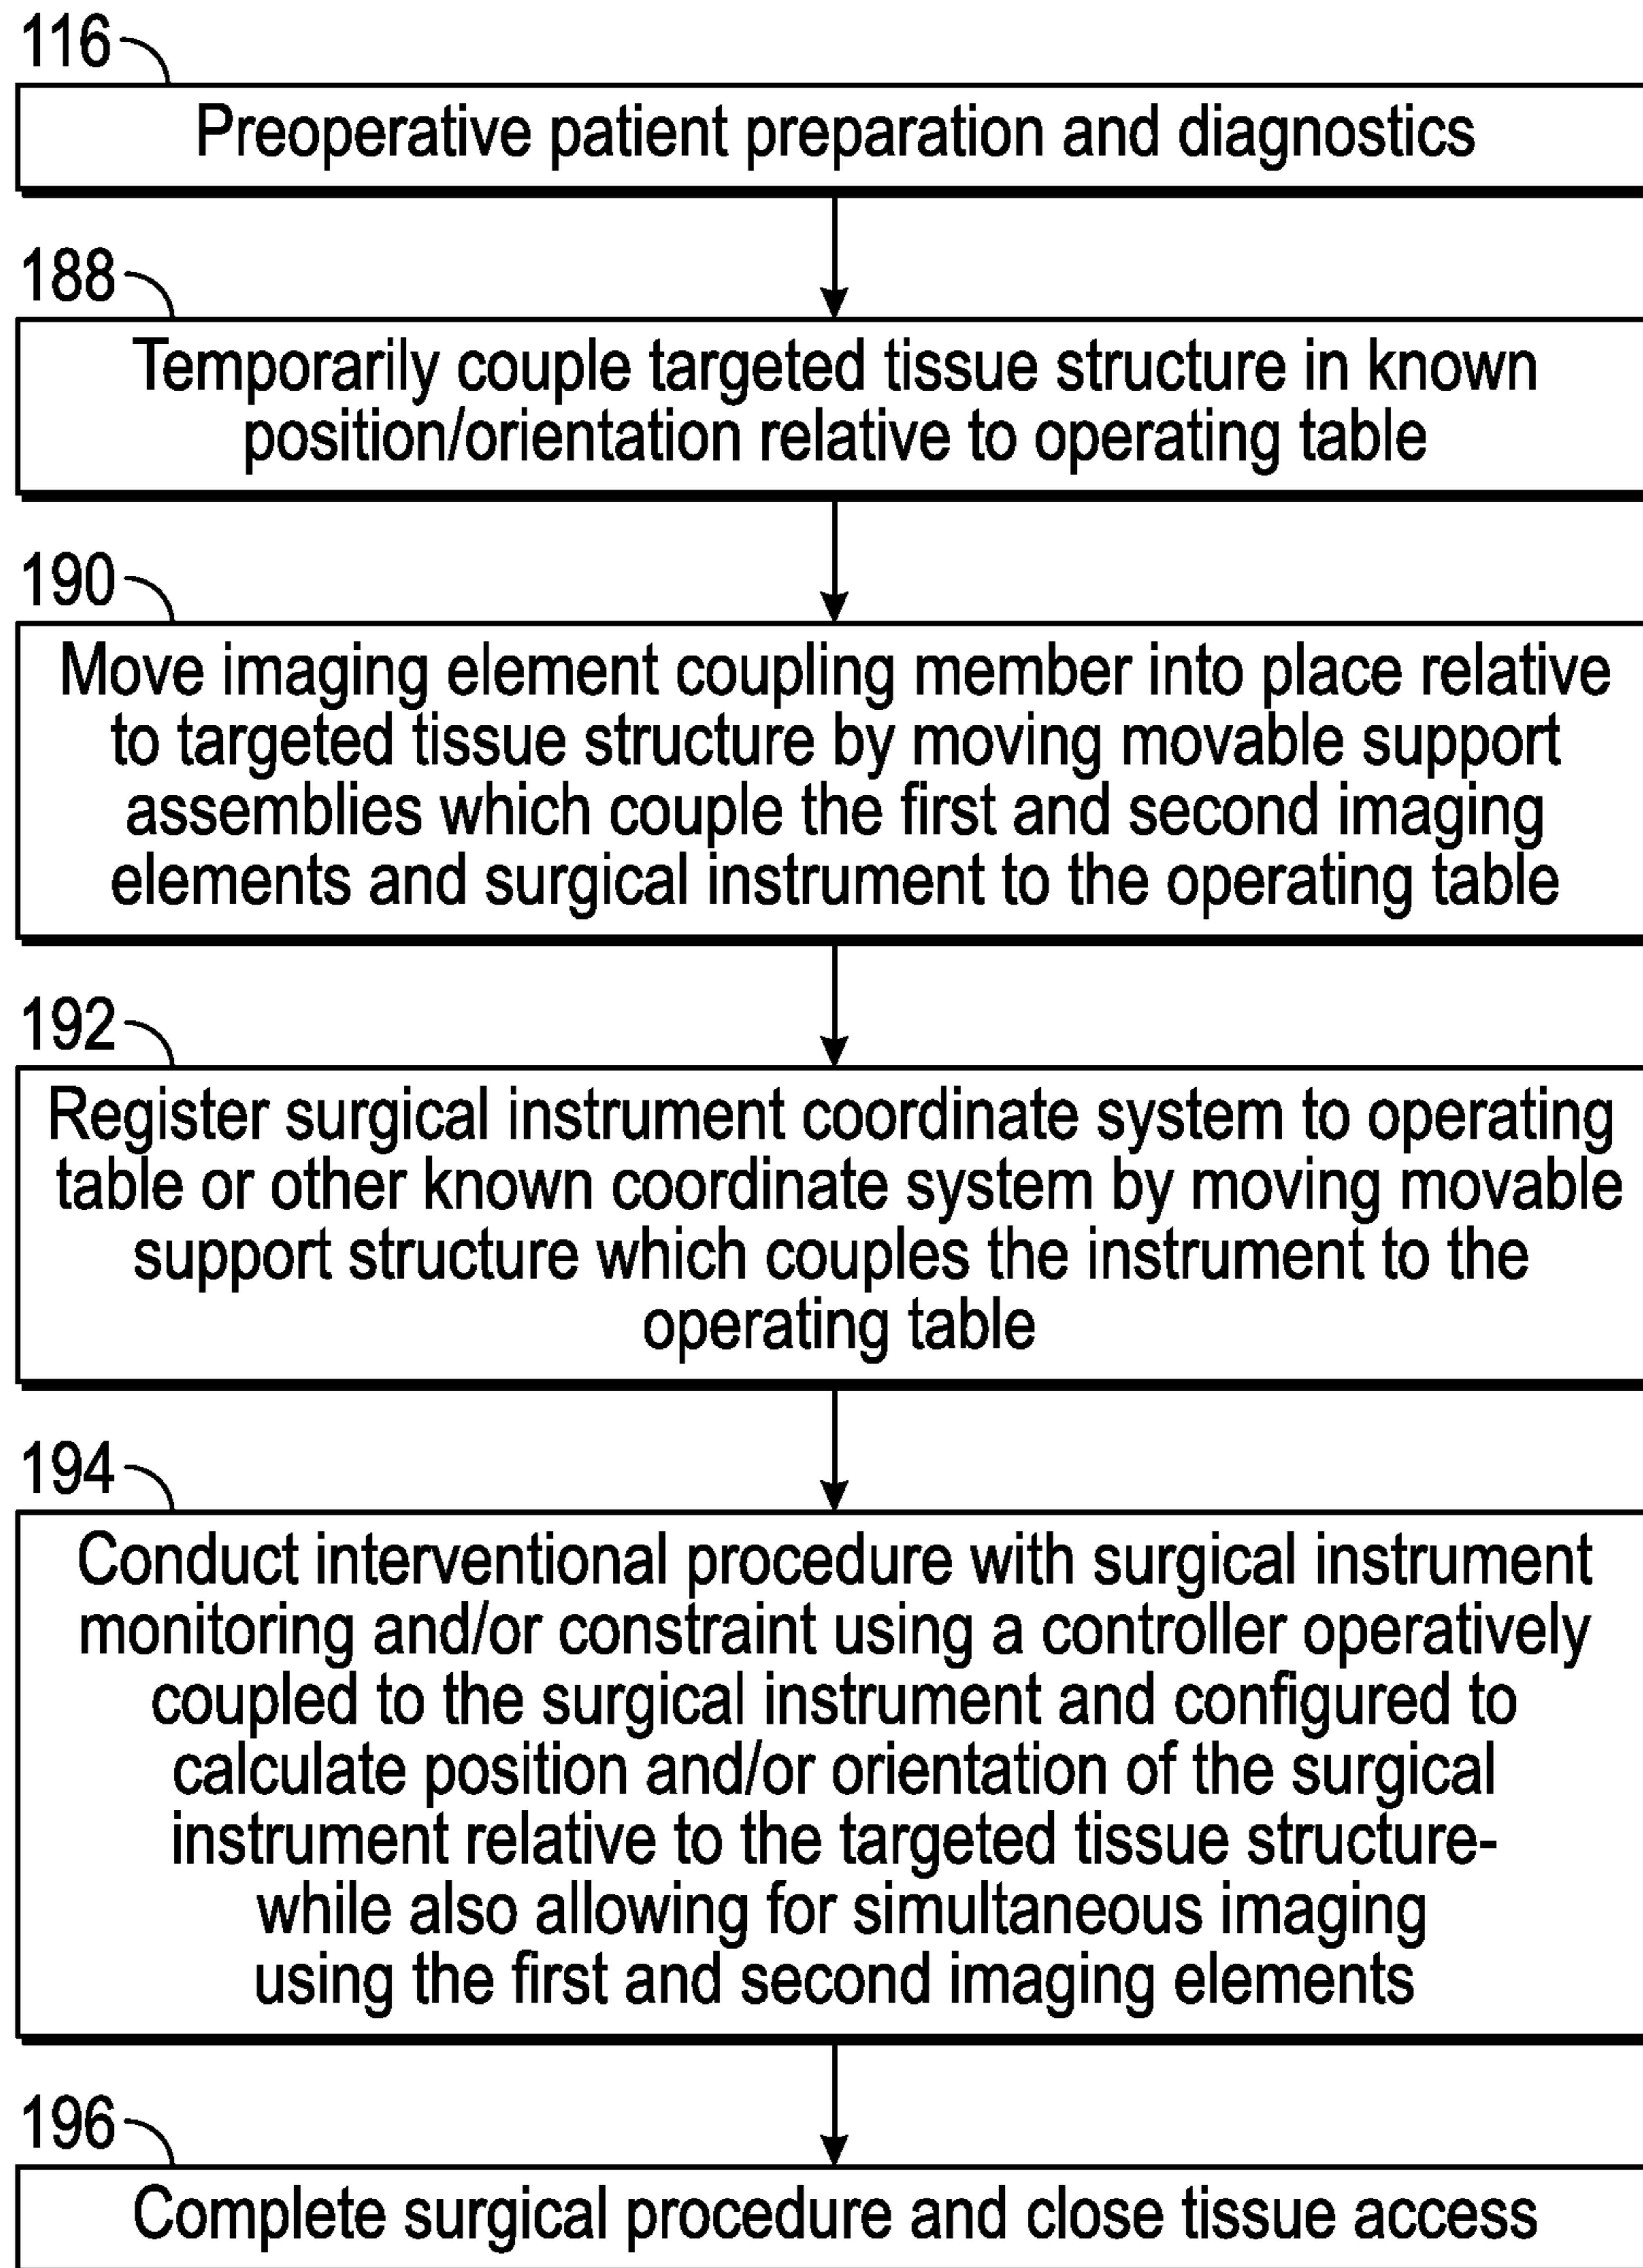 116
Preoperative patient preparation and diagnostics
188
Temporarily couple targeted tissue structure in known
position/orientation relative to operating table
190
Move imaging element coupling member into place relative
to targeted tissue structure by moving movable support
assemblies which couple the first and second imaging
elements and surgical instrument to the operating table
192
Register surgical instrument coordinate system to operating
table or other known coordinate system by moving movable
support structure which couples the instrument to the
operating table
194
Conduct interventional procedure with surgical instrument
monitoring and/or constraint using a controller operatively
coupled to the surgical instrument and configured to
calculate position and/or orientation of the surgical
instrument relative to the targeted tissue structure-
while also allowing for simultaneous imaging
using the first and second imaging elements
196
Complete surgical procedure and close tissue access